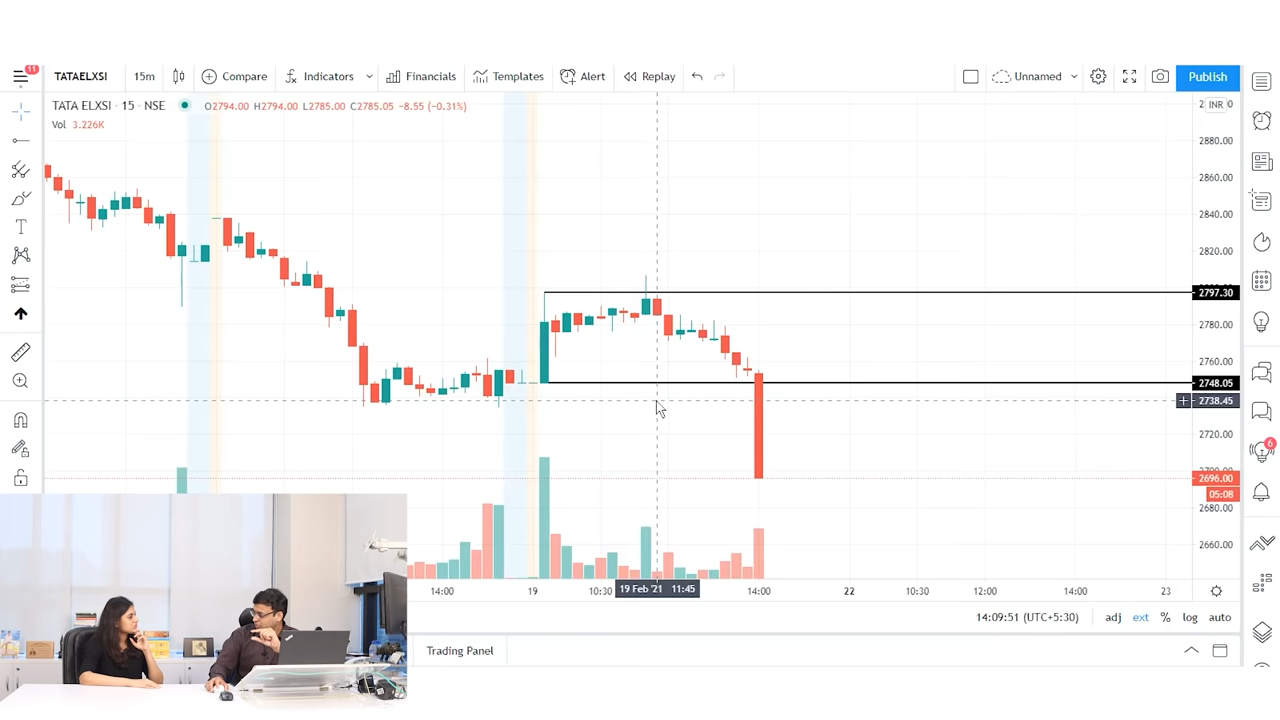 11
TATAELXSI 15m Compare Indicators Financials Templates Alert Replay Unnamed Publish
TATA ELXSI · 15 · NSE O2794.00 H2794.00 L2785.00 C2785.05 −8.55 (−0.31%)
INR
Vol 3.226K
2880.00
2860.00
2840.00
2820.00
2797.30
2780.00
2760.00
2748.05
2738.45
2720.00
2696.00
05:08
2680.00
2660.00
6
14:00 19 10:30 19 Feb '21 11:45 14:00 22 10:30 12:00 14:00 23
14:09:51 (UTC+5:30) adj ext % log auto
Trading Panel